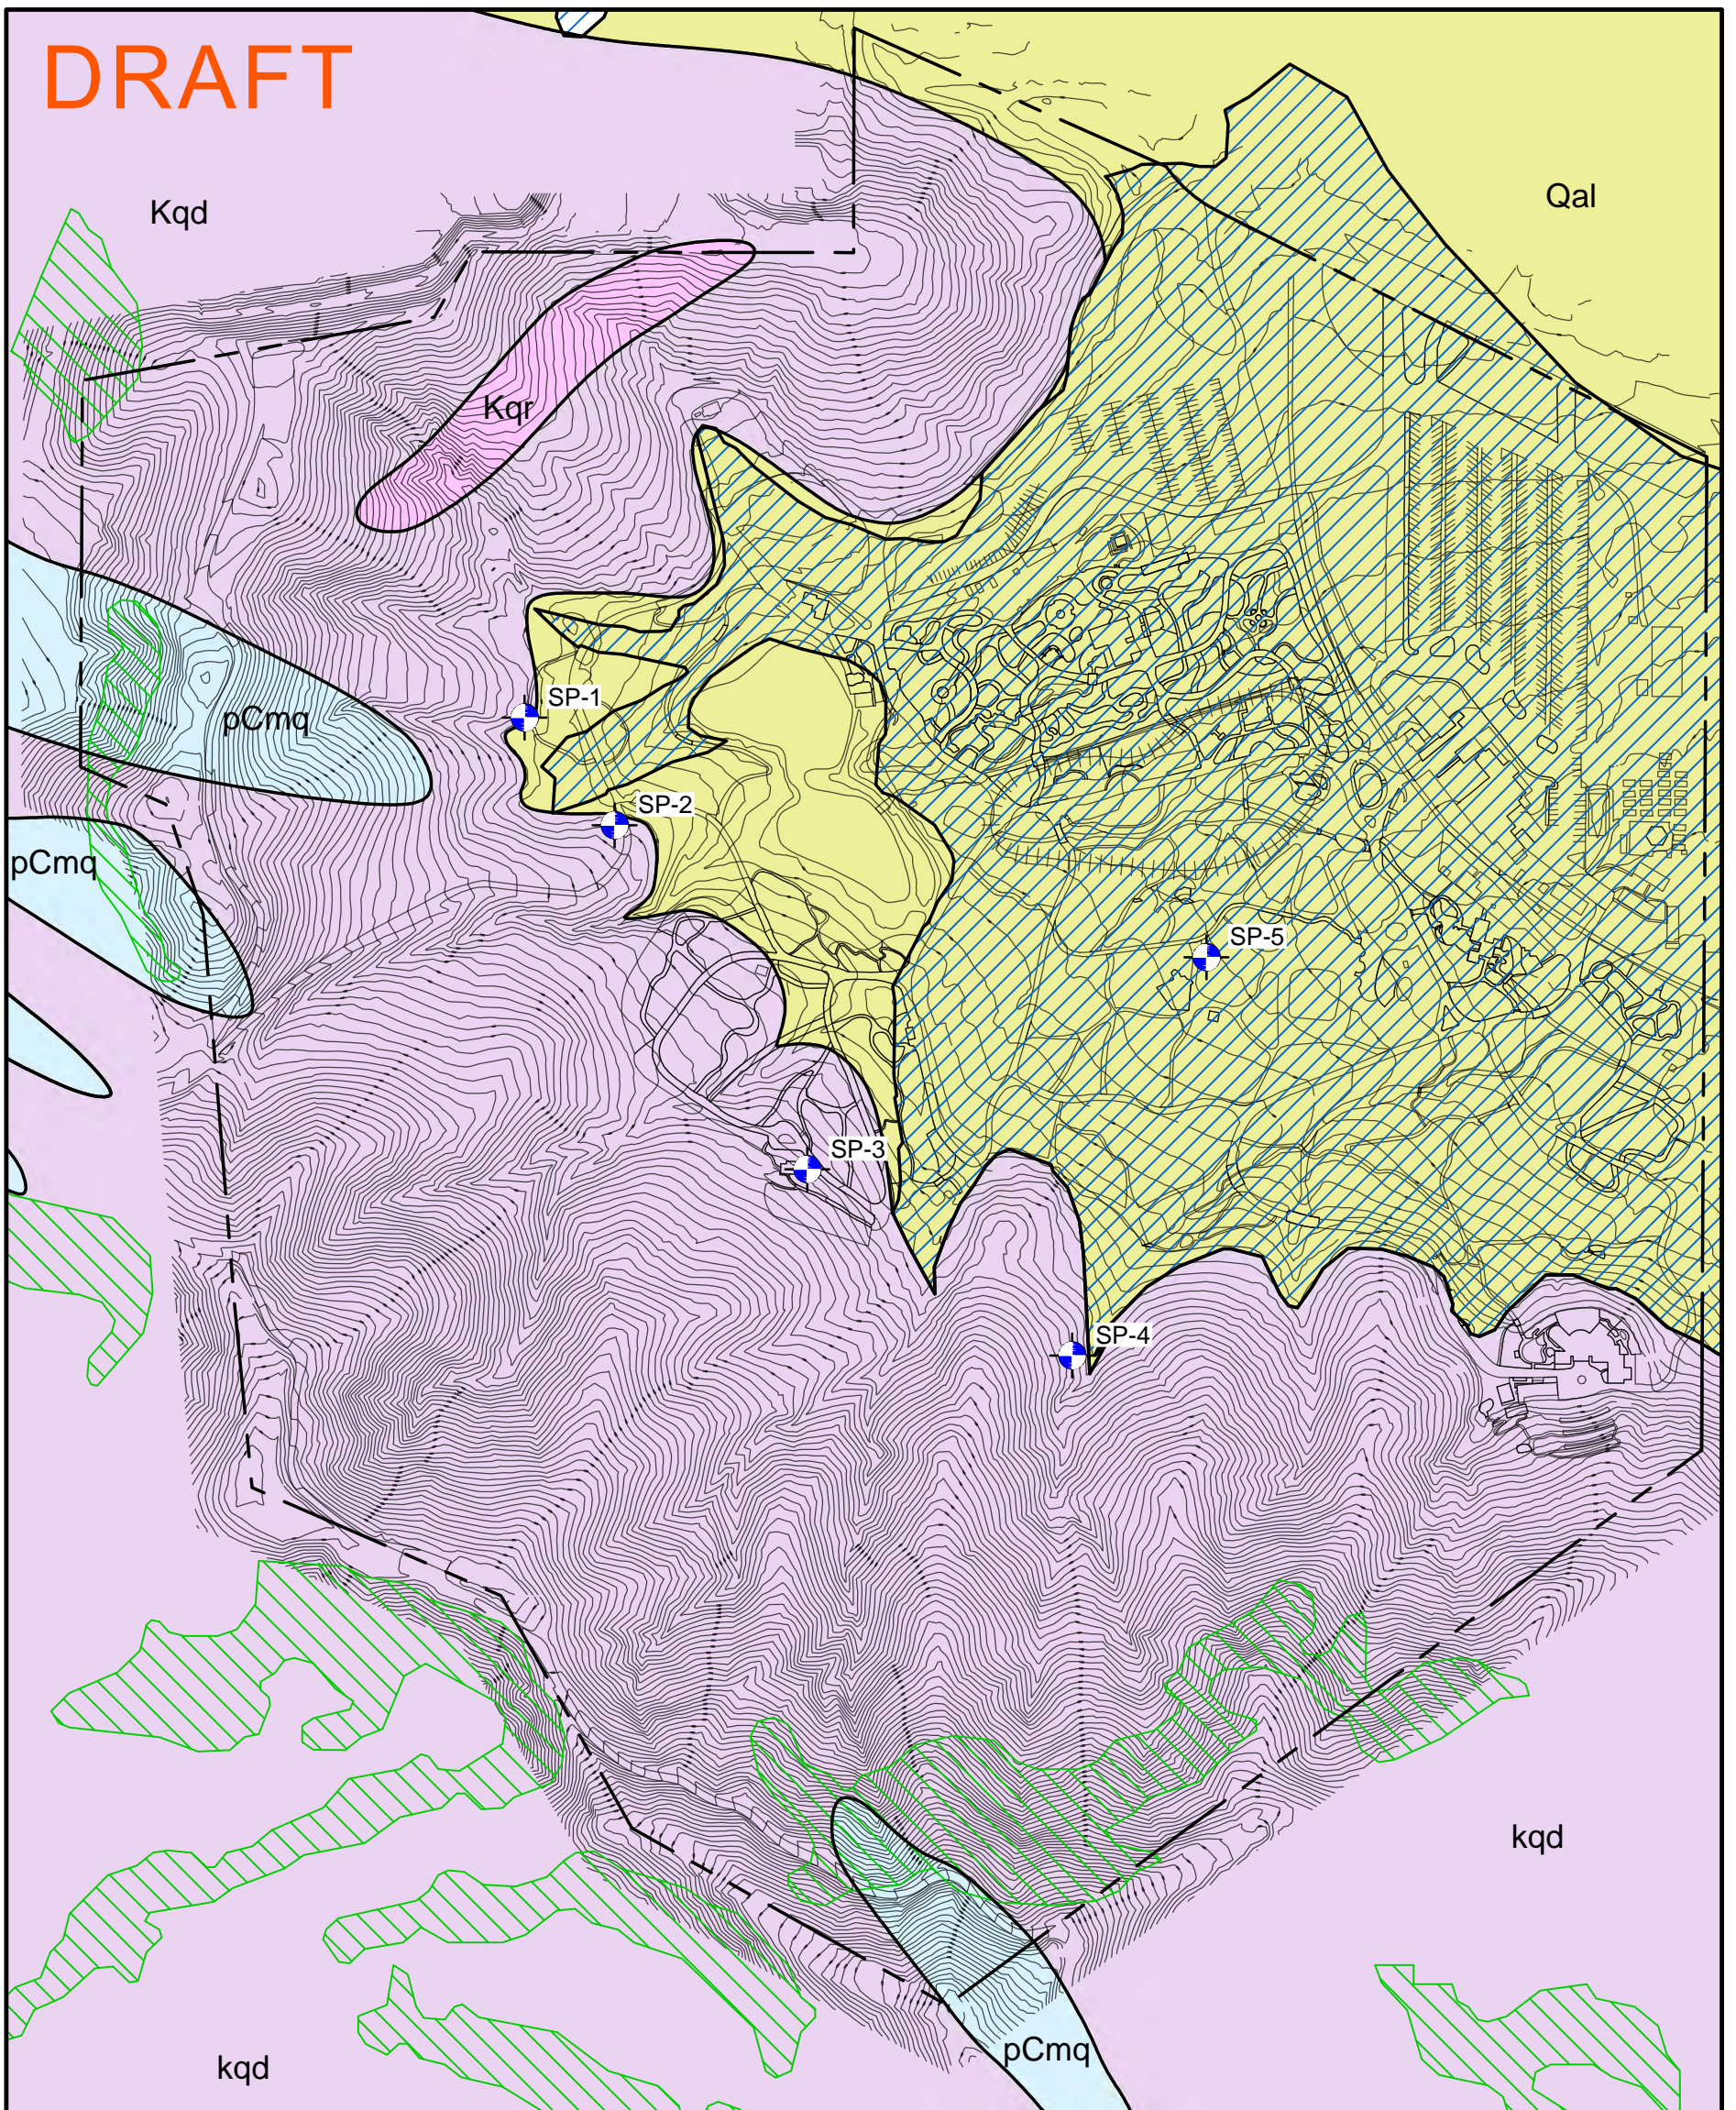 DRAFT
Qal
Kqd
Kqr
SP-1
pCmq
SP-2
pCmq
SP-5
SP-3
SP-4
kqd
pCmq
kqd